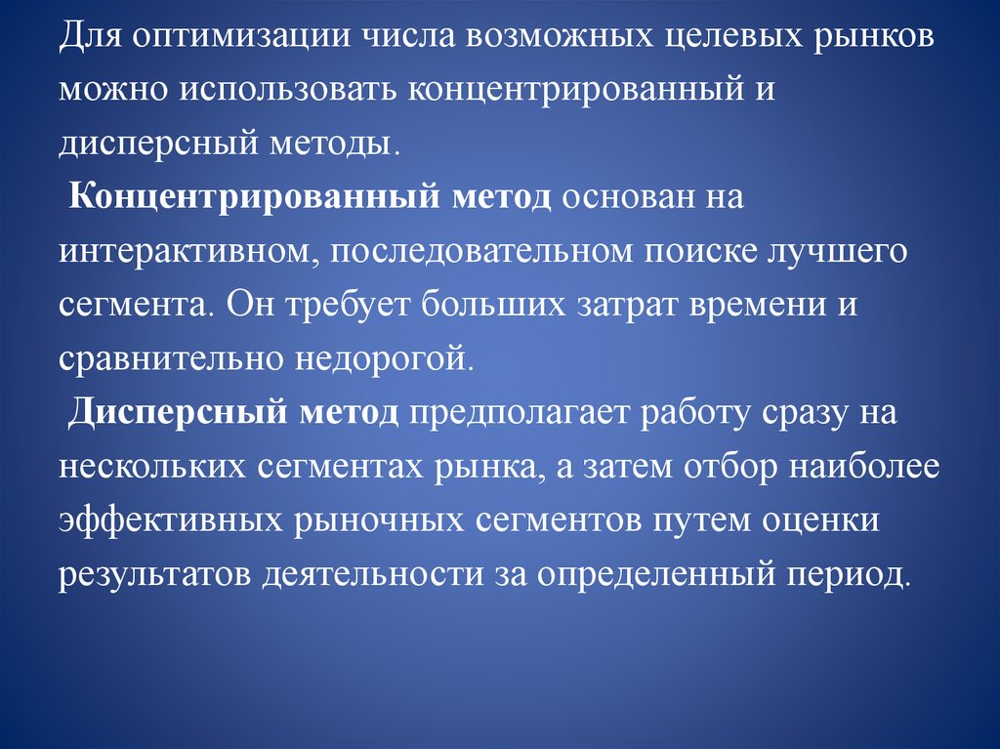 Для оптимизации числа возможных целевых рынков
можно использовать концентрированный и
дисперсный методы.
Концентрированный метод основан на
интерактивном, последовательном поиске лучшего
сегмента. Он требует больших затрат времени и
сравнительно недорогой.
Дисперсный метод предполагает работу сразу на
нескольких сегментах рынка, а затем отбор наиболее
эффективных рыночных сегментов путем оценки
результатов деятельности за определенный период.